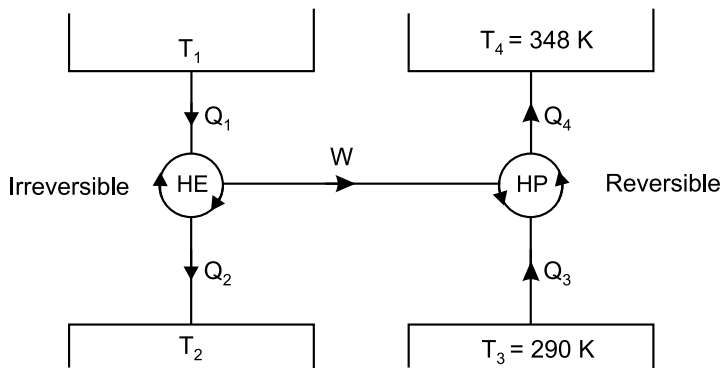 T₁
T₄ = 348 K
Q₁
Q₄
W
Irreversible
HE
HP
Reversible
Q₂
Q₃
T₂
T₃ = 290 K